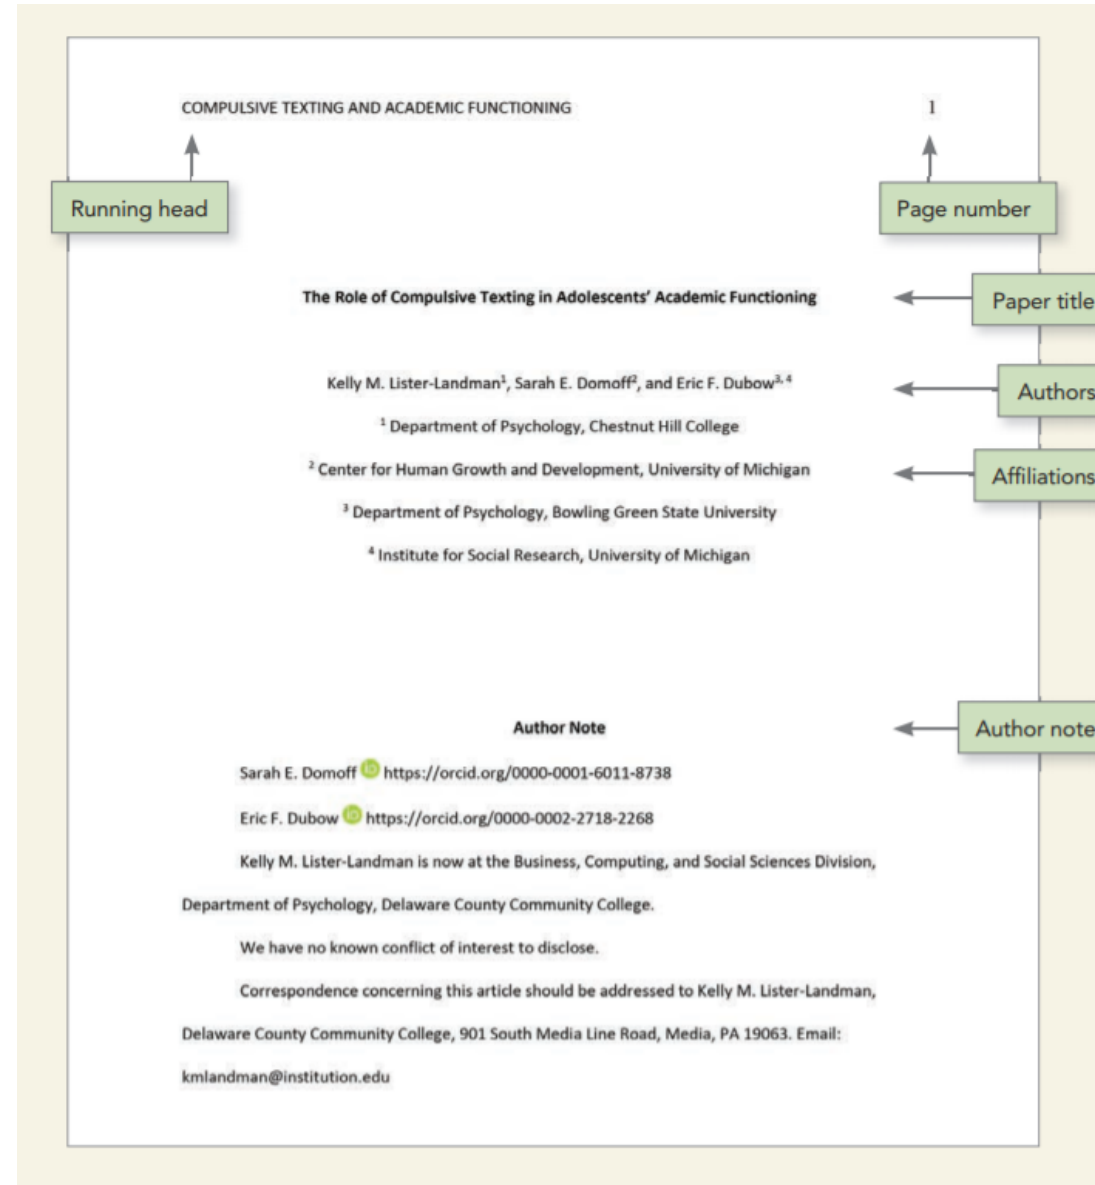 COMPULSIVE TEXTING AND ACADEMIC FUNCTIONING 1
Running head
Page number
The Role of Compulsive Texting in Adolescents’ Academic Functioning
Paper title
Kelly M. Lister-Landman¹, Sarah E. Domoff², and Eric F. Dubow³,⁴
Authors
¹ Department of Psychology, Chestnut Hill College
² Center for Human Growth and Development, University of Michigan
Affiliations
³ Department of Psychology, Bowling Green State University
⁴ Institute for Social Research, University of Michigan
Author Note
Author note
Sarah E. Domoff iD https://orcid.org/0000-0001-6011-8738
Eric F. Dubow iD https://orcid.org/0000-0002-2718-2268
Kelly M. Lister-Landman is now at the Business, Computing, and Social Sciences Division,
Department of Psychology, Delaware County Community College.
We have no known conflict of interest to disclose.
Correspondence concerning this article should be addressed to Kelly M. Lister-Landman,
Delaware County Community College, 901 South Media Line Road, Media, PA 19063. Email:
kmlandman@institution.edu